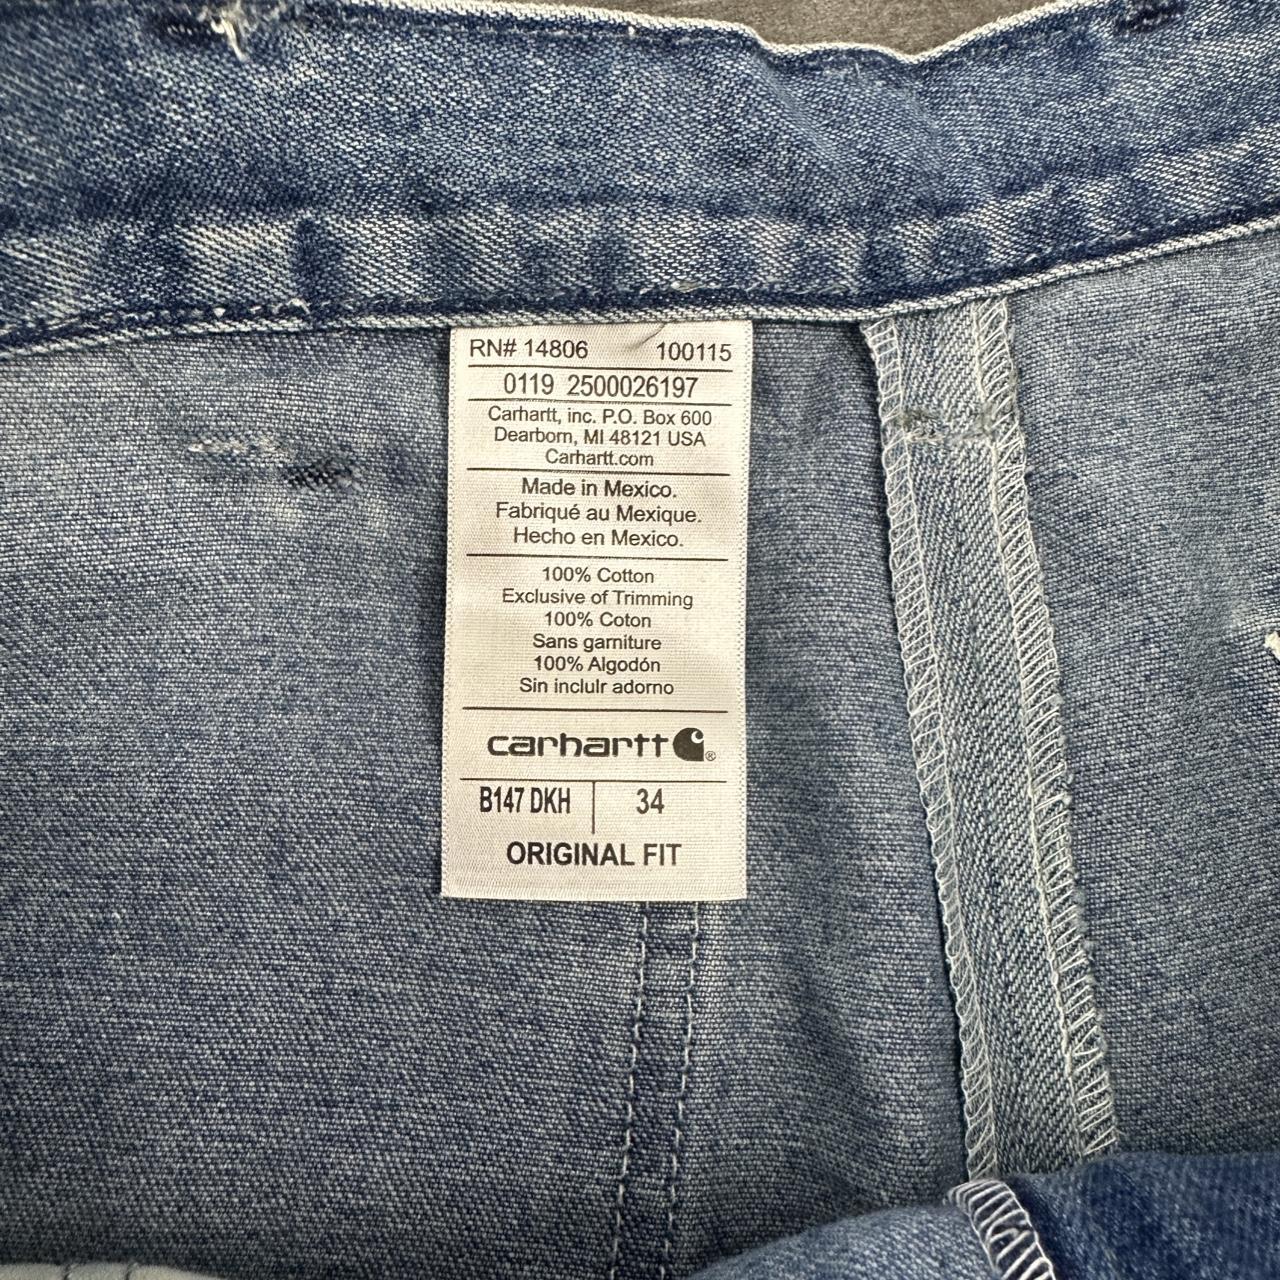 RN# 14806 100115
0119 2500026197
Carhartt, inc. P.O. Box 600
Dearborn, MI 48121 USA
Carhartt.com
Made in Mexico.
Fabriqué au Mexique.
Hecho en Mexico.
100% Cotton
Exclusive of Trimming
100% Coton
Sans garniture
100% Algodón
Sin incluIr adorno
carhartt ®
B147 DKH 34
ORIGINAL FIT